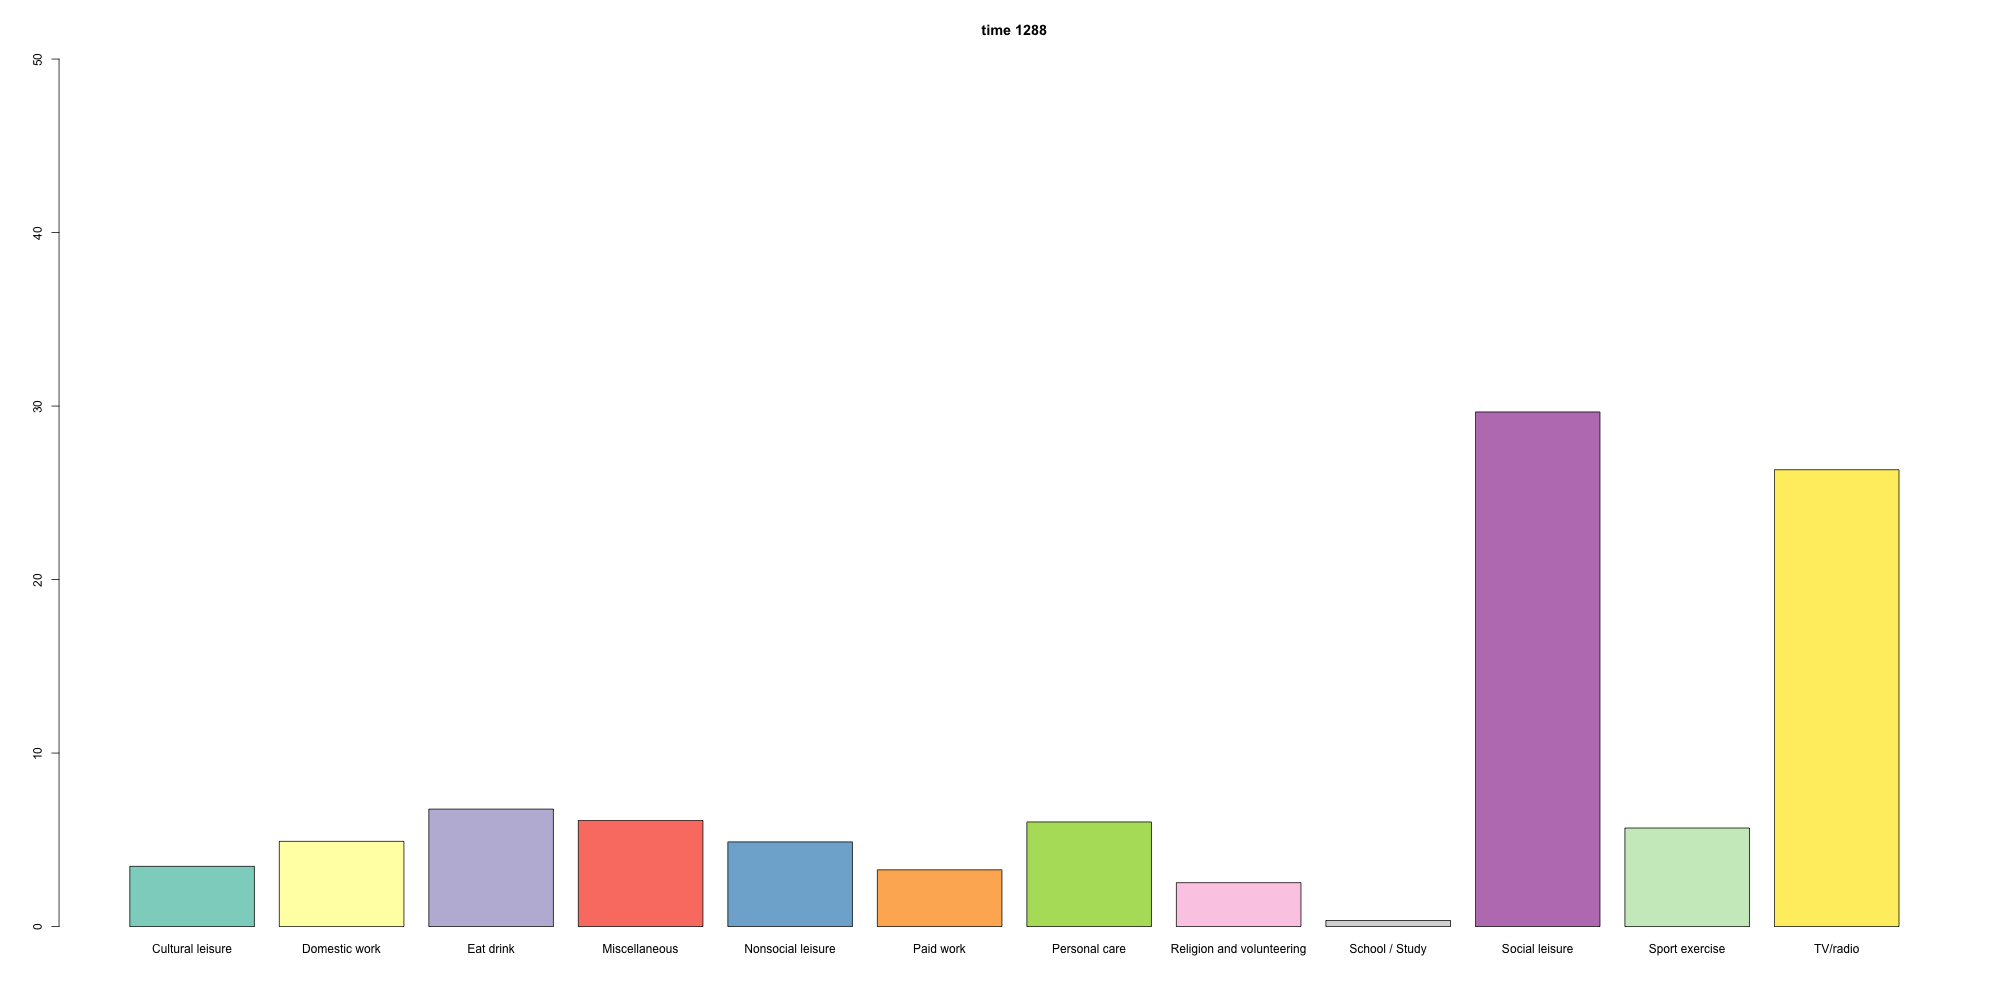 time 1288
50
40
30
20
10
0
Cultural leisure
Domestic work
Eat drink
Miscellaneous
Nonsocial leisure
Paid work
Personal care
Religion and volunteering
School / Study
Social leisure
Sport exercise
TV/radio